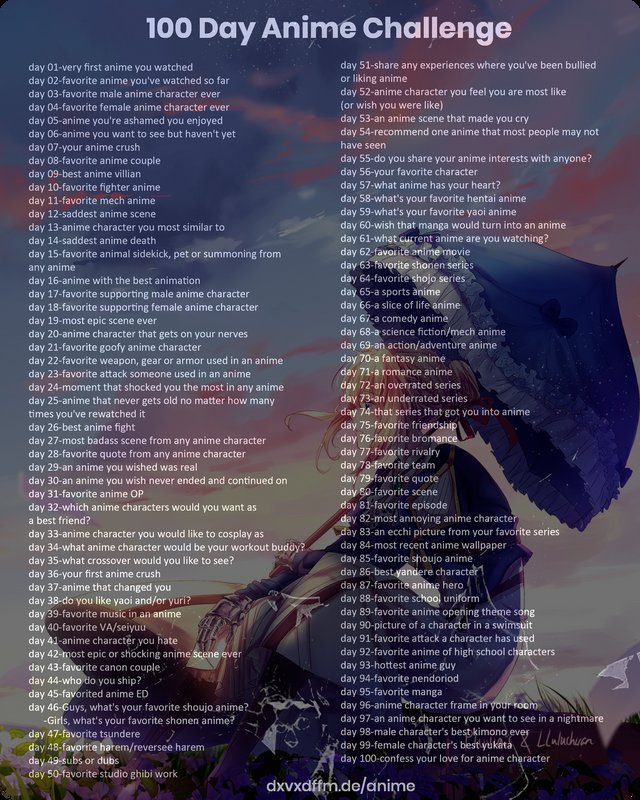 100 Day Anime Challenge
day 01-very first anime you watched
day 02-favorite anime you've watched so far
day 03-favorite male anime character ever
day 04-favorite female anime character ever
day 05-anime you're ashamed you enjoyed
day 06-anime you want to see but haven't yet
day 07-your anime crush
day 08-favorite anime couple
day 09-best anime villian
day 10-favorite fighter anime
day 11-favorite mech anime
day 12-saddest anime scene
day 13-anime character you most similar to
day 14-saddest anime death
day 15-favorite animal sidekick, pet or summoning from
any anime
day 16-anime with the best animation
day 17-favorite supporting male anime character
day 18-favorite supporting female anime character
day 19-most epic scene ever
day 20-anime character that gets on your nerves
day 21-favorite goofy anime character
day 22-favorite weapon, gear or armor used in an anime
day 23-favorite attack someone used in an anime
day 24-moment that shocked you the most in any anime
day 25-anime that never gets old no matter how many
times you've rewatched it
day 26-best anime fight
day 27-most badass scene from any anime character
day 28-favorite quote from any anime character
day 29-an anime you wished was real
day 30-an anime you wish never ended and continued on
day 31-favorite anime OP
day 32-which anime characters would you want as
a best friend?
day 33-anime character you would like to cosplay as
day 34-what anime character would be your workout buddy?
day 35-what crossover would you like to see?
day 36-your first anime crush
day 37-anime that changed you
day 38-do you like yaoi and/or yuri?
day 39-favorite music in an anime
day 40-favorite VA/seiyuu
day 41-anime character you hate
day 42-most epic or shocking anime scene ever
day 43-favorite canon couple
day 44-who do you ship?
day 45-favorited anime ED
day 46-Guys, what's your favorite shoujo anime?
-Girls, what's your favorite shonen anime?
day 47-favorite tsundere
day 48-favorite harem/reversee harem
day 49-subs or dubs
day 50-favorite studio ghibi work
day 51-share any experiences where you've been bullied
or liking anime
day 52-anime character you feel you are most like
(or wish you were like)
day 53-an anime scene that made you cry
day 54-recommend one anime that most people may not
have seen
day 55-do you share your anime interests with anyone?
day 56-your favorite character
day 57-what anime has your heart?
day 58-what's your favorite hentai anime
day 59-what's your favorite yaoi anime
day 60-wish that manga would turn into an anime
day 61-what current anime are you watching?
day 62-favorite anime movie
day 63-favorite shonen series
day 64-favorite shojo series
day 65-a sports anime
day 66-a slice of life anime
day 67-a comedy anime
day 68-a science fiction/mech anime
day 69-an action/adventure anime
day 70-a fantasy anime
day 71-a romance anime
day 72-an overrated series
day 73-an underrated series
day 74-that series that got you into anime
day 75-favorite friendship
day 76-favorite bromance
day 77-favorite rivalry
day 78-favorite team
day 79-favorite quote
day 80-favorite scene
day 81-favorite episode
day 82-most annoying anime character
day 83-an ecchi picture from your favorite series
day 84-most recent anime wallpaper
day 85-favorite shoujo anime
day 86-best yandere character
day 87-favorite anime hero
day 88-favorite school uniform
day 89-favorite anime opening theme song
day 90-picture of a character in a swimsuit
day 91-favorite attack a character has used
day 92-favorite anime of high school characters
day 93-hottest anime guy
day 94-favorite nendoriod
day 95-favorite manga
day 96-anime character frame in your room
day 97-an anime character you want to see in a nightmare
day 98-male character's best kimono ever
day 99-female character's best yukata
day 100-confess your love for anime character
& LLuluchwan
dxvxdffm.de/anime